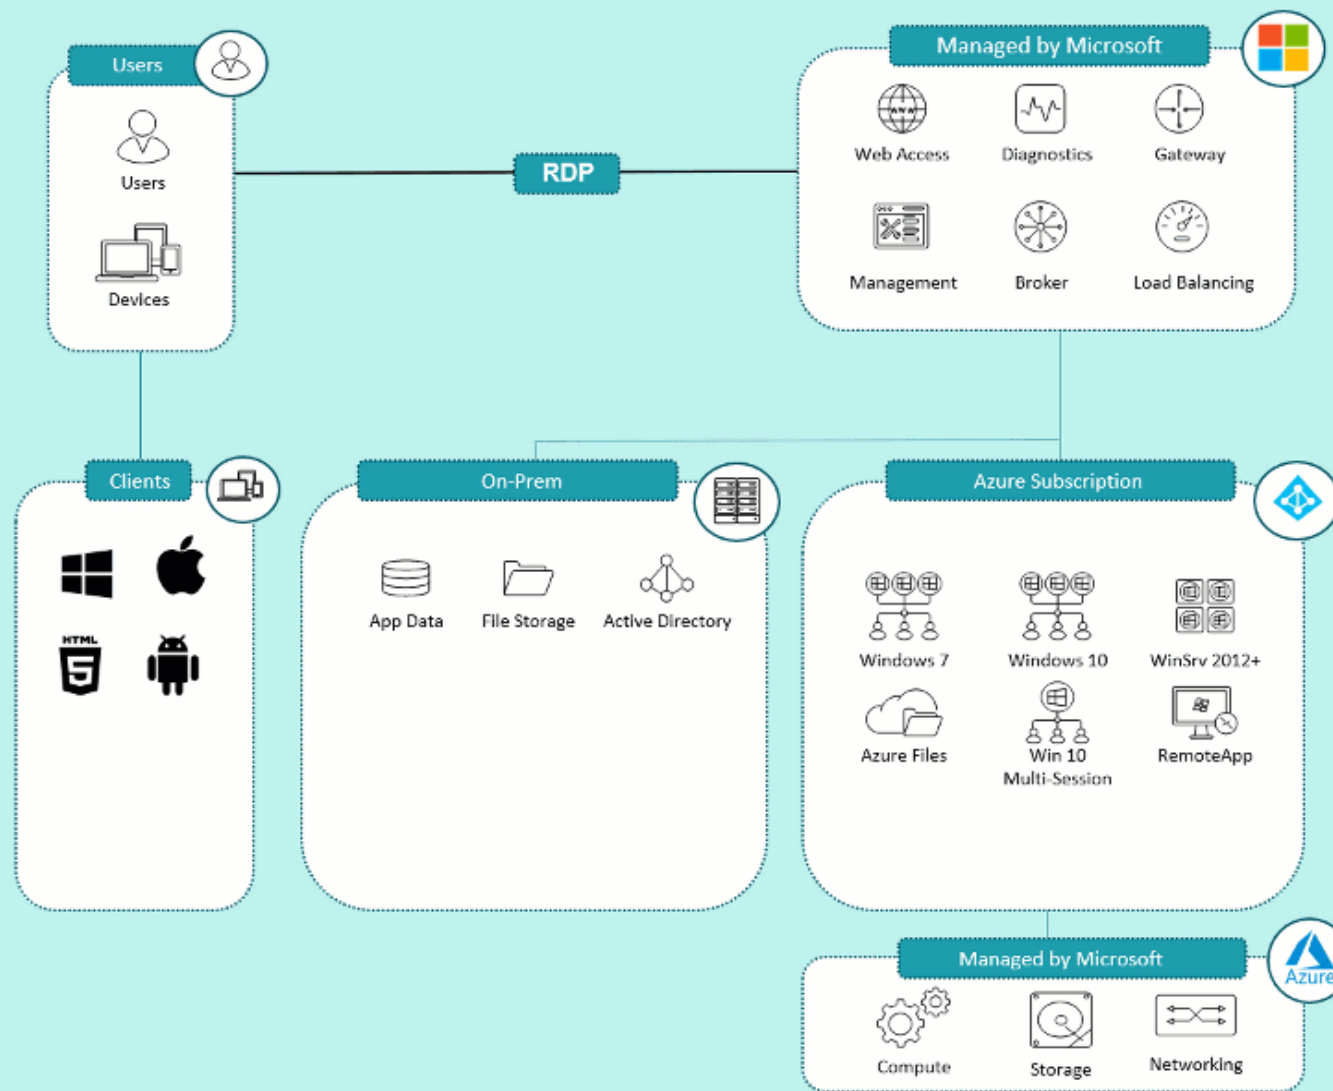 Users
Managed by Microsoft
WWW
Web Access
Diagnostics
Gateway
Users
RDP
Devices
Management
Broker
Load Balancing
Clients
On-Prem
Azure Subscription
HTML
5
App Data
File Storage
Active Directory
Windows 7
Windows 10
WinSrv 2012+
Azure Files
Win 10
Multi-Session
RemoteApp
Managed by Microsoft
Azure
Compute
Storage
Networking